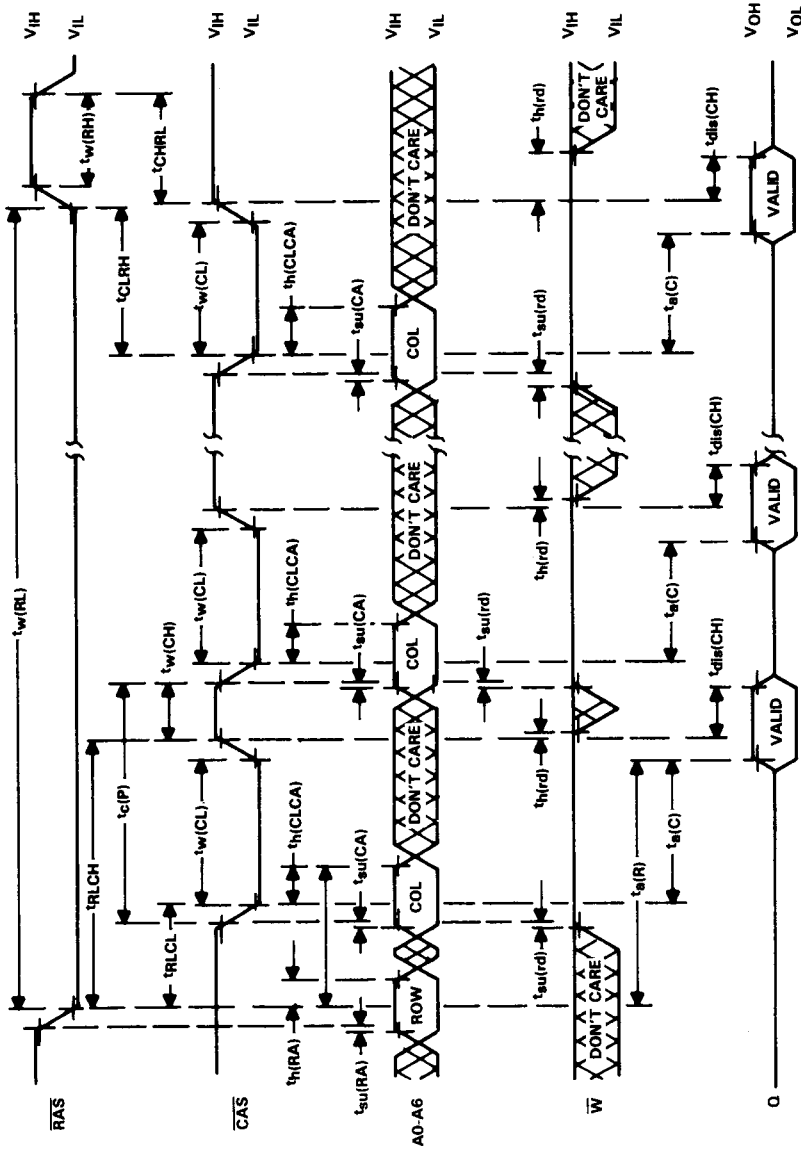 tw(RL)
tw(RH)
VIH
VIL
RAS
tRLCH
tc(P)
tw(CH)
tCLRH
tCHRL
tRLCL
tw(CL)
tw(CL)
tw(CL)
VIH
VIL
CAS
th(RA)
th(CLCA)
th(CLCA)
th(CLCA)
tsu(RA)
tsu(CA)
tsu(CA)
tsu(CA)
VIH
VIL
A0-A6
ROW
COL
DON'T CARE
COL
DON'T CARE
COL
DON'T CARE
tsu(rd)
th(rd)
tsu(rd)
th(rd)
tsu(rd)
th(rd)
VIH
VIL
W
DON'T CARE
DON'T
CARE
ta(R)
ta(C)
tdis(CH)
ta(C)
tdis(CH)
ta(C)
tdis(CH)
VOH
VOL
Q
VALID
VALID
VALID